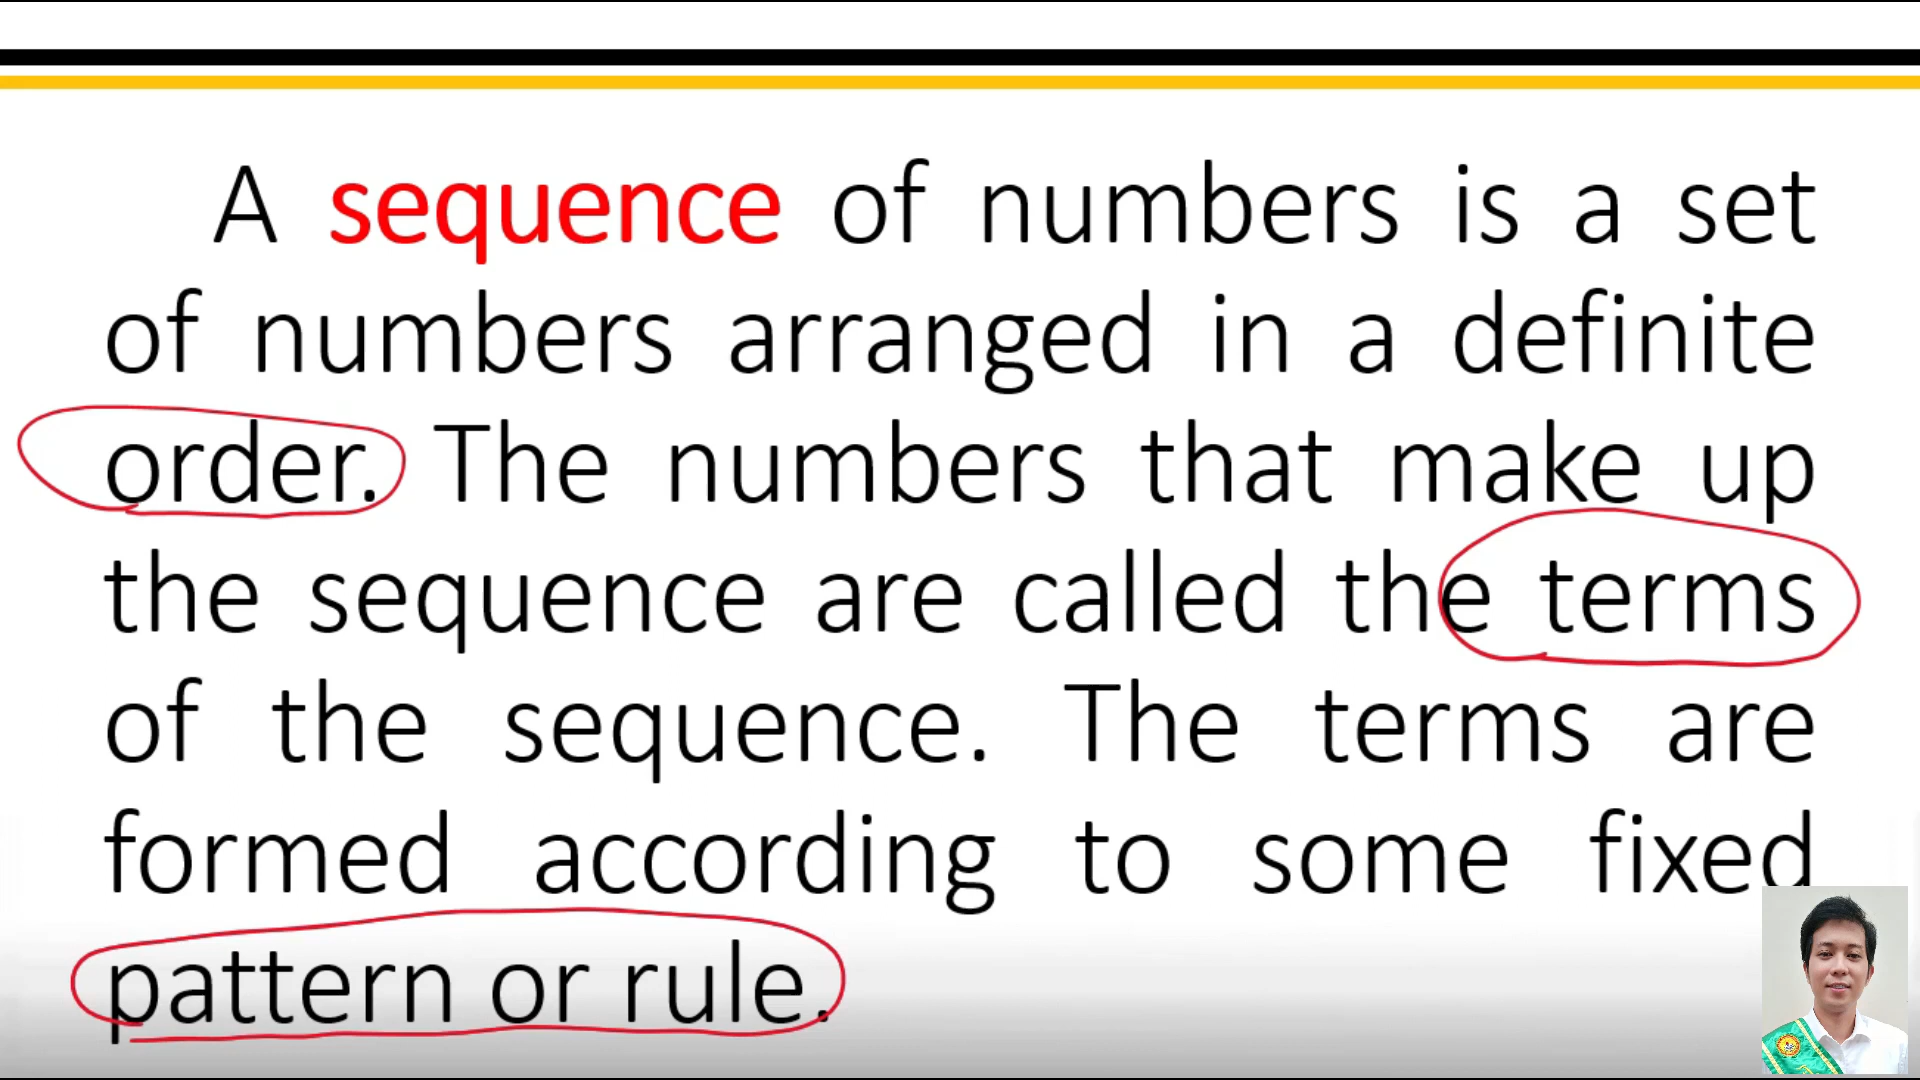 A sequence of numbers is a set
of numbers arranged in a definite
order. The numbers that make up
the sequence are called the terms
of the sequence. The terms are
formed according to some fixed
pattern or rule.